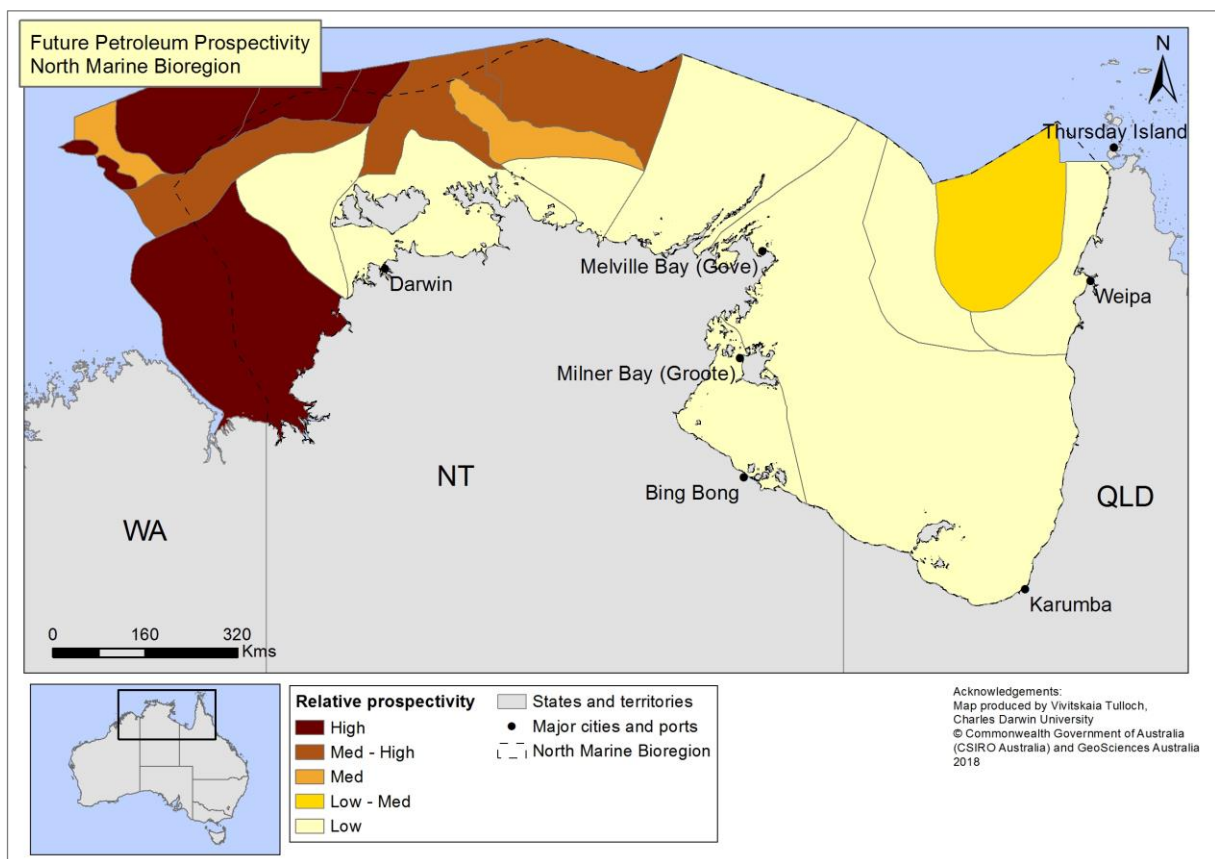 Future Petroleum Prospectivity
North Marine Bioregion
N
Thursday Island
Melville Bay (Gove)
Darwin
Weipa
Milner Bay (Groote)
NT
Bing Bong
QLD
WA
Karumba
0 160 320
Kms
Relative prospectivity
High
Med - High
Med
Low - Med
Low
States and territories
Major cities and ports
North Marine Bioregion
Acknowledgements:
Map produced by Vivitskaia Tulloch,
Charles Darwin University
© Commonwealth Government of Australia
(CSIRO Australia) and GeoSciences Australia
2018